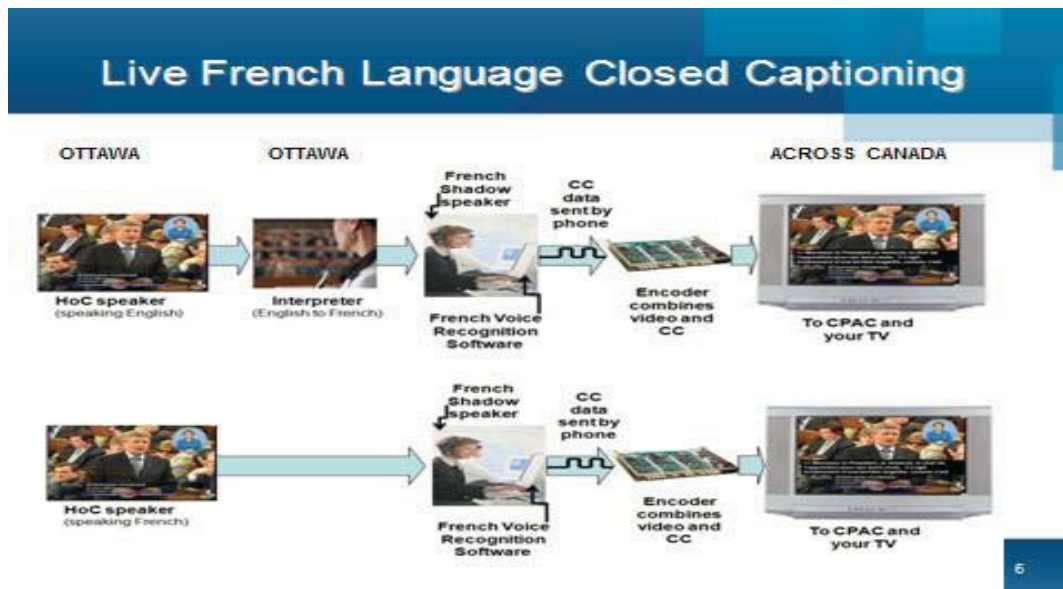 Live French Language Closed Captioning
OTTAWA
OTTAWA
ACROSS CANADA
French
Shadow
speaker
CC
data
sent by
phone
HoC speaker
(speaking English)
Interpreter
(English to French)
French Voice
Recognition
Software
Encoder
combines
video and
CC
To CPAC and
your TV
French
Shadow
speaker
CC
data
sent by
phone
HoC speaker
(speaking French)
French Voice
Recognition
Software
Encoder
combines
video and
CC
To CPAC and
your TV
6